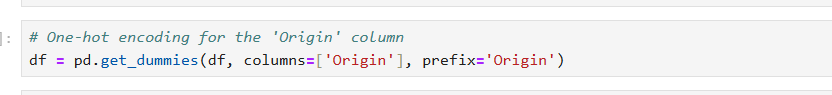 ]:
# One-hot encoding for the 'Origin' column
df = pd.get_dummies(df, columns=['Origin'], prefix='Origin')